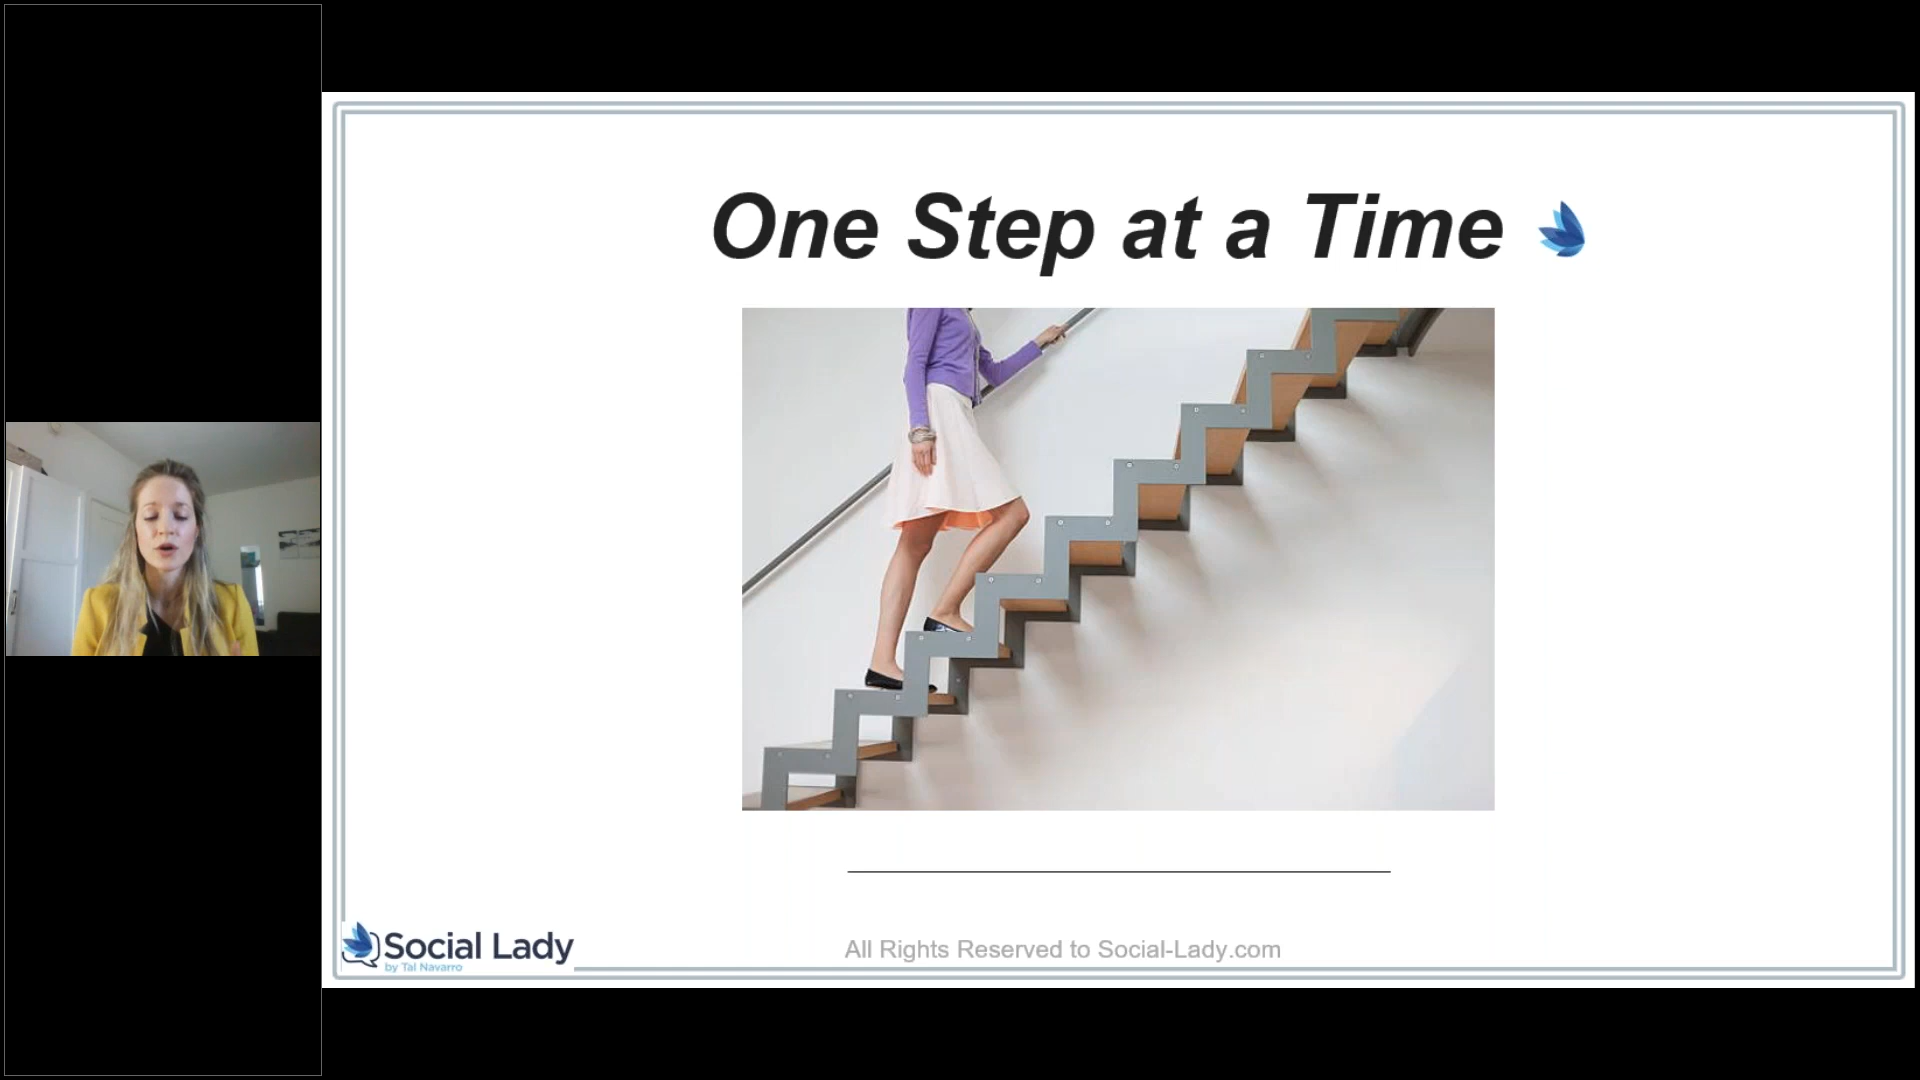 One Step at a Time
Social Lady
by Tal Navarro
All Rights Reserved to Social-Lady.com